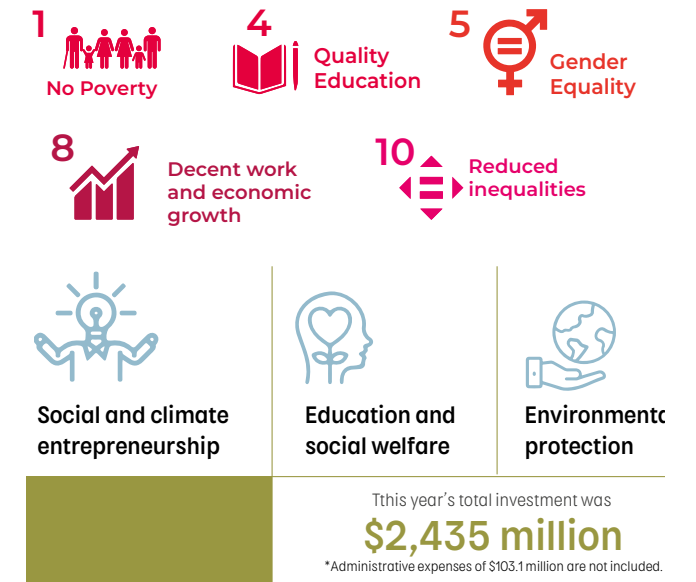 1
No Poverty
4
Quality
Education
5
Gender
Equality
8
Decent work
and economic
growth
10
Reduced
inequalities
Social and climate
entrepreneurship
Education and
social welfare
Environmenta
protection
Tthis year's total investment was
$2,435 million
*Administrative expenses of $103.1 million are not included.